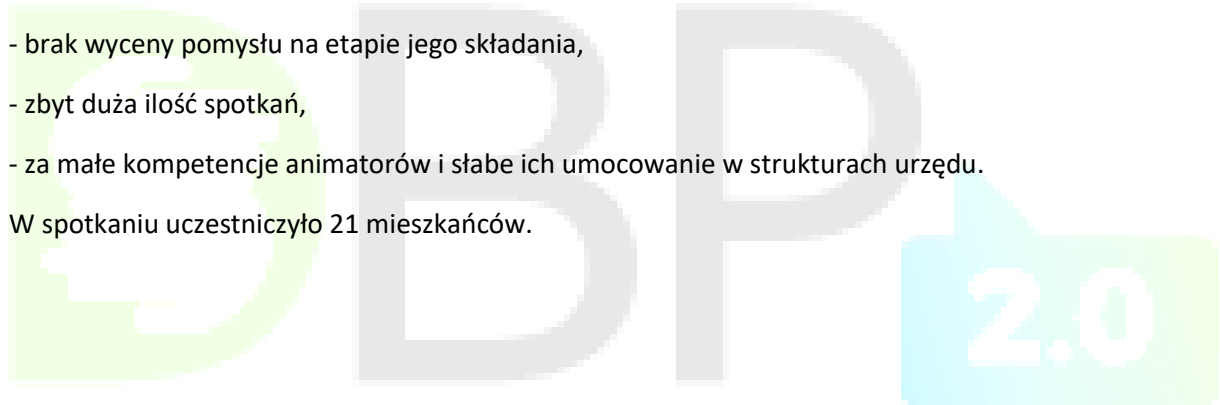 - brak wyceny pomysłu na etapie jego składania,
- zbyt duża ilość spotkań,
- za małe kompetencje animatorów i słabe ich umocowanie w strukturach urzędu.
W spotkaniu uczestniczyło 21 mieszkańców.
DBP
2.0